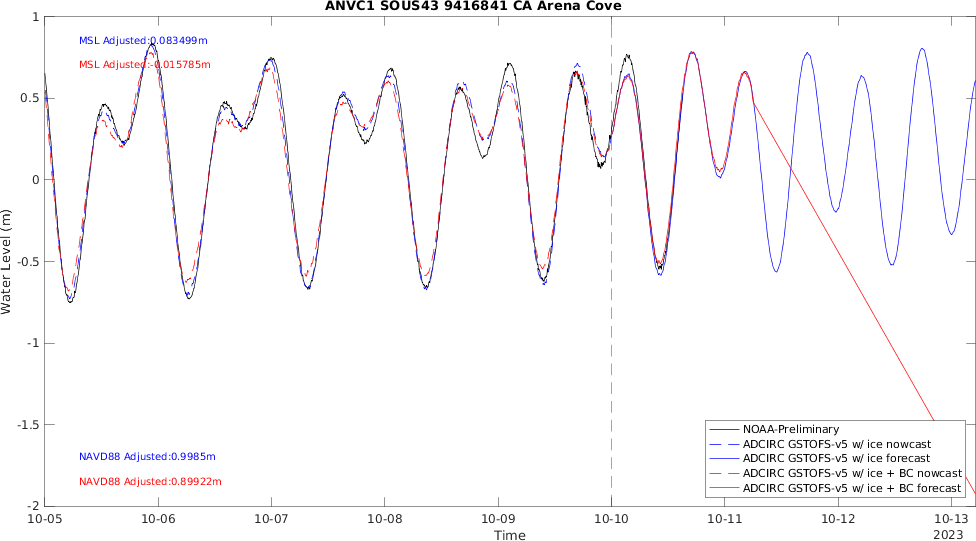 ANVC1 SOUS43 9416841 CA Arena Cove
MSL Adjusted:0.083499m
MSL Adjusted:-0.015785m
1
0.5
0
-0.5
-1
-1.5
-2
Water Level (m)
NAVD88 Adjusted:0.9985m
NAVD88 Adjusted:0.89922m
NOAA-Preliminary
ADCIRC GSTOFS-v5 w/ ice nowcast
ADCIRC GSTOFS-v5 w/ ice forecast
ADCIRC GSTOFS-v5 w/ ice + BC nowcast
ADCIRC GSTOFS-v5 w/ ice + BC forecast
10-05 10-06 10-07 10-08 10-09 10-10 10-11 10-12 10-13
Time
2023